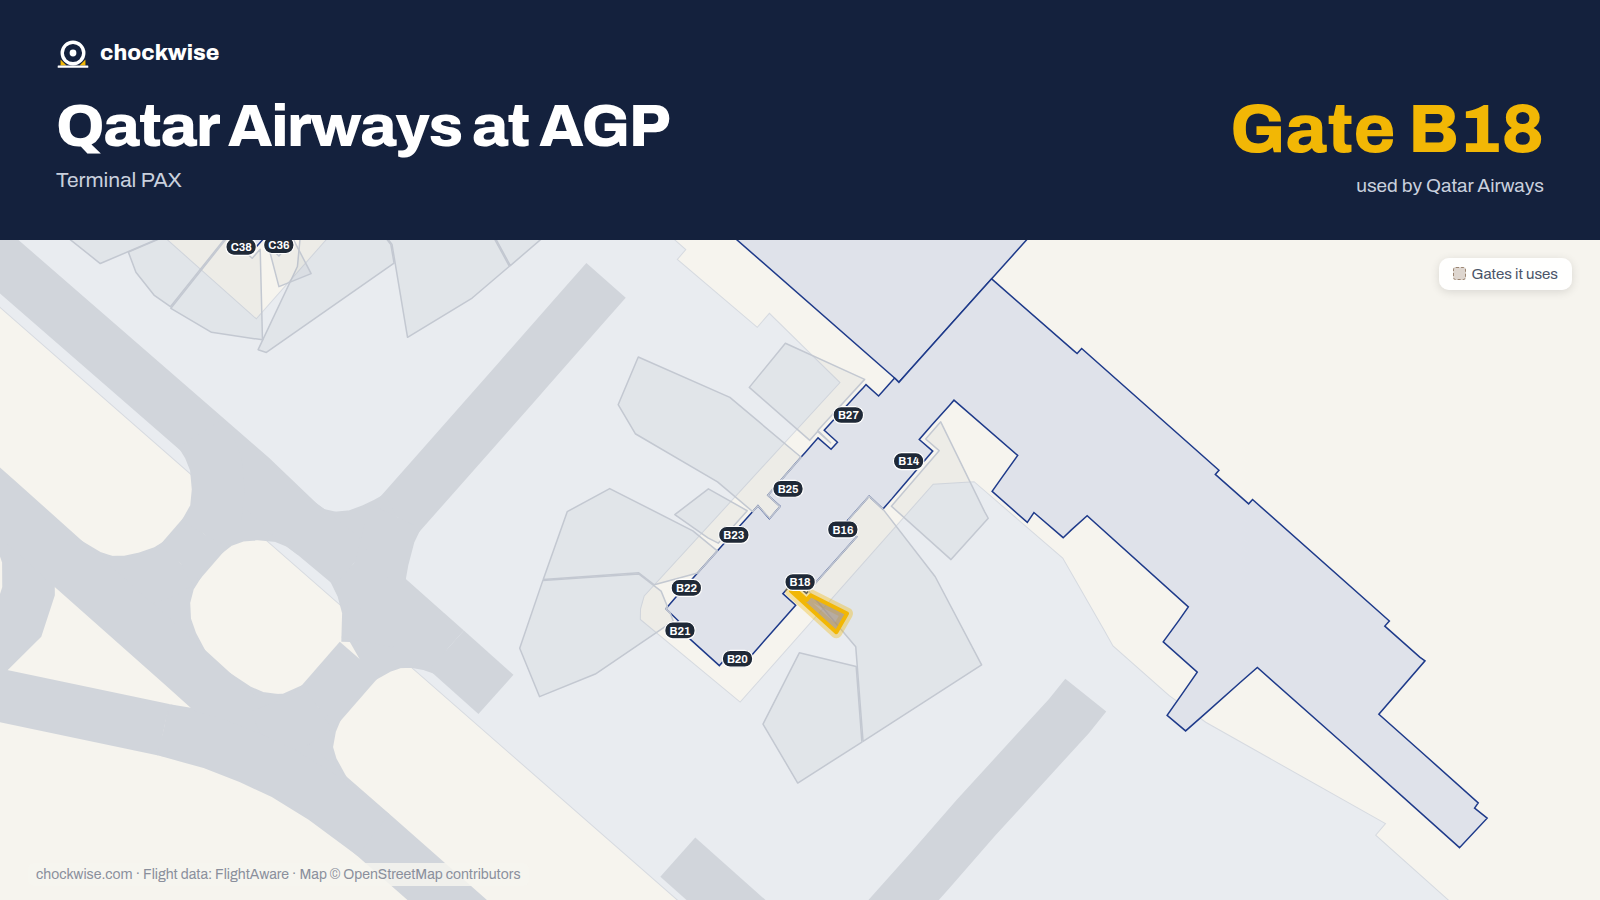 chockwise
Qatar Airways at AGP
Terminal PAX
Gate B18
used by Qatar Airways
C38
C36
Gates it uses
B27
B14
B25
B16
B23
B18
B22
B21
B20
chockwise.com · Flight data: FlightAware · Map © OpenStreetMap contributors